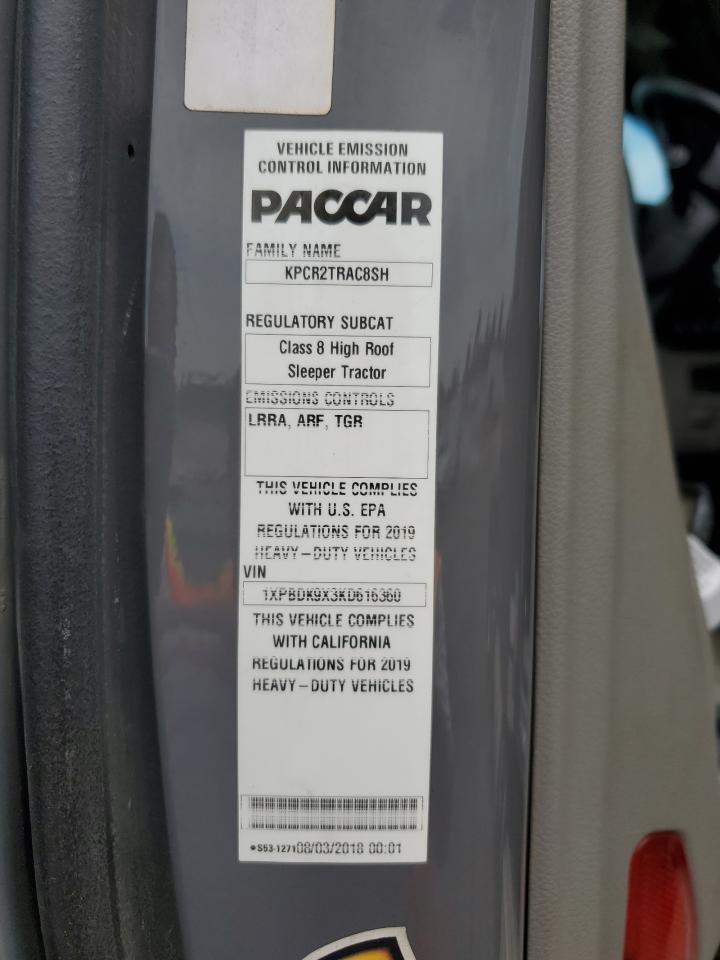 VEHICLE EMISSION
CONTROL INFORMATION
PACCAR
FAMILY NAME
KPCR2TRAC8SH
REGULATORY SUBCAT
Class 8 High Roof
Sleeper Tractor
EMISSIONS CONTROLS
LRRA, ARF, TGR
THIS VEHICLE COMPLIES
WITH U.S. EPA
REGULATIONS FOR 2019
HEAVY-DUTY VEHICLES
VIN
1XPBDK9X3KD616360
THIS VEHICLE COMPLIES
WITH CALIFORNIA
REGULATIONS FOR 2019
HEAVY-DUTY VEHICLES
*S53-1271 08/03/2018 00:01